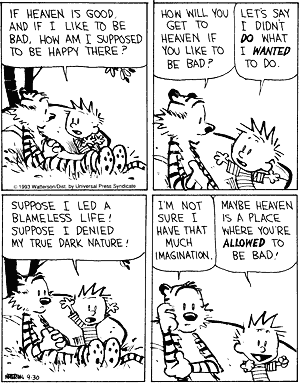 IF HEAVEN IS GOOD,
AND IF I LIKE TO BE
BAD, HOW AM I SUPPOSED
TO BE HAPPY THERE?
© 1993 Watterson/Dist. by Universal Press Syndicate
HOW WILL YOU
GET TO
HEAVEN IF
YOU LIKE TO
BE BAD?
LET'S SAY
I DIDN'T
DO WHAT
I WANTED
TO DO.
SUPPOSE I LED A
BLAMELESS LIFE!
SUPPOSE I DENIED
MY TRUE DARK NATURE!
WATTERSON 9-30
I'M NOT
SURE I
HAVE THAT
MUCH
IMAGINATION.
MAYBE HEAVEN
IS A PLACE
WHERE YOU'RE
ALLOWED TO
BE BAD!